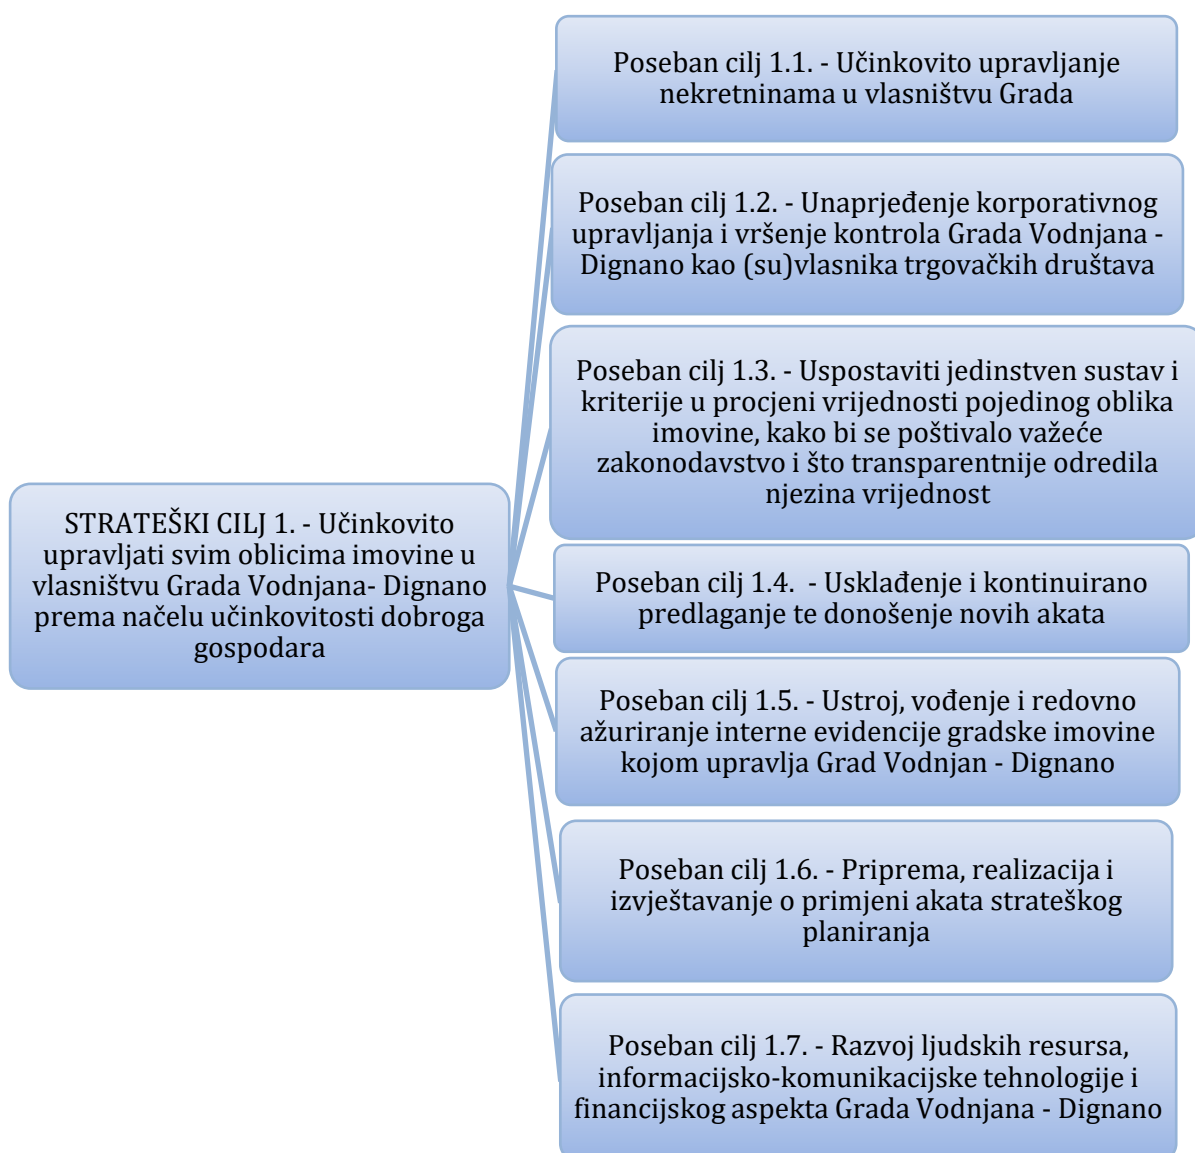 STRATEŠKI CILJ 1. - Učinkovito
upravljati svim oblicima imovine u
vlasništvu Grada Vodnjana- Dignano
prema načelu učinkovitosti dobroga
gospodara
Poseban cilj 1.1. - Učinkovito upravljanje
nekretninama u vlasništvu Grada
Poseban cilj 1.2. - Unaprjeđenje korporativnog
upravljanja i vršenje kontrola Grada Vodnjana -
Dignano kao (su)vlasnika trgovačkih društava
Poseban cilj 1.3. - Uspostaviti jedinstven sustav i
kriterije u procjeni vrijednosti pojedinog oblika
imovine, kako bi se poštivalo važeće
zakonodavstvo i što transparentnije odredila
njezina vrijednost
Poseban cilj 1.4.  - Usklađenje i kontinuirano
predlaganje te donošenje novih akata
Poseban cilj 1.5. - Ustroj, vođenje i redovno
ažuriranje interne evidencije gradske imovine
kojom upravlja Grad Vodnjan - Dignano
Poseban cilj 1.6. - Priprema, realizacija i
izvještavanje o primjeni akata strateškog
planiranja
Poseban cilj 1.7. - Razvoj ljudskih resursa,
informacijsko-komunikacijske tehnologije i
financijskog aspekta Grada Vodnjana - Dignano